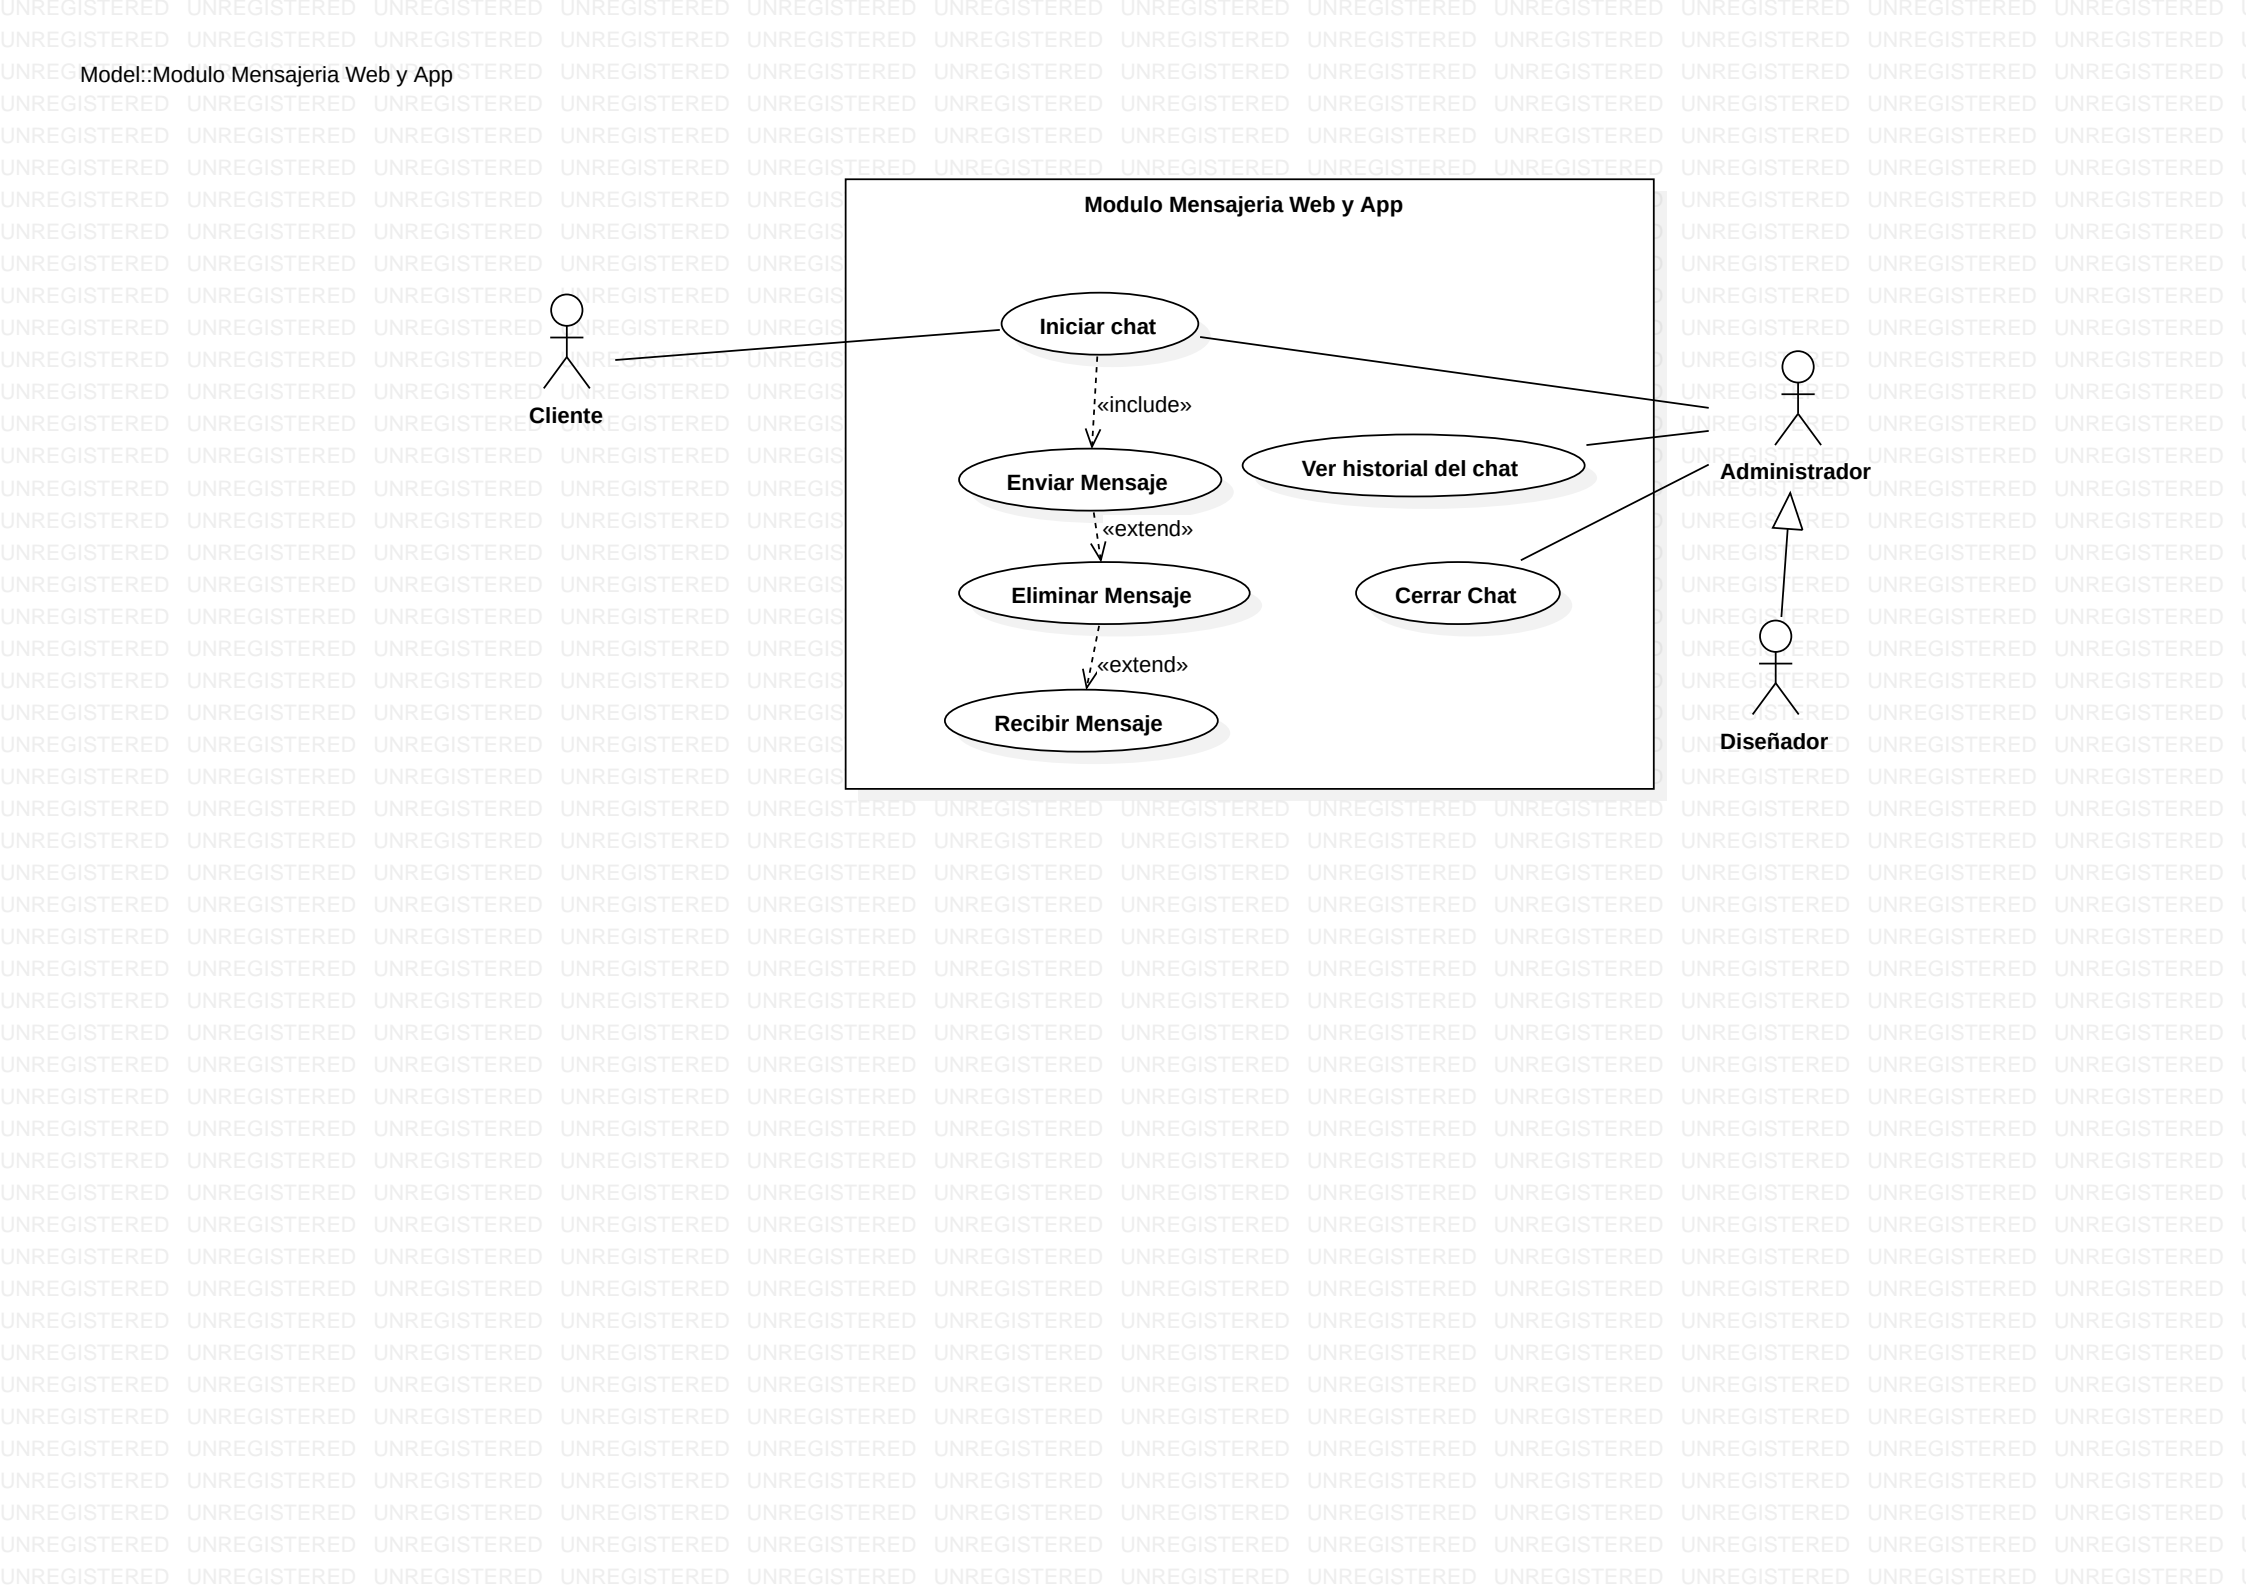 Model::Modulo Mensajeria Web y App
Modulo Mensajeria Web y App
Iniciar chat
Cliente
«include»
Ver historial del chat
Administrador
Enviar Mensaje
«extend»
Eliminar Mensaje
Cerrar Chat
«extend»
Recibir Mensaje
Diseñador
UNREGISTERED